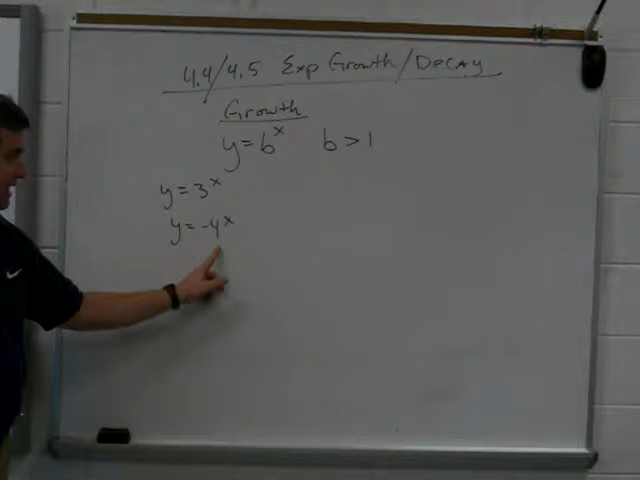 4.4/4.5 Exp Growth/Decay
Growth
y = b^x b > 1
y = 3^x
y = -4^x